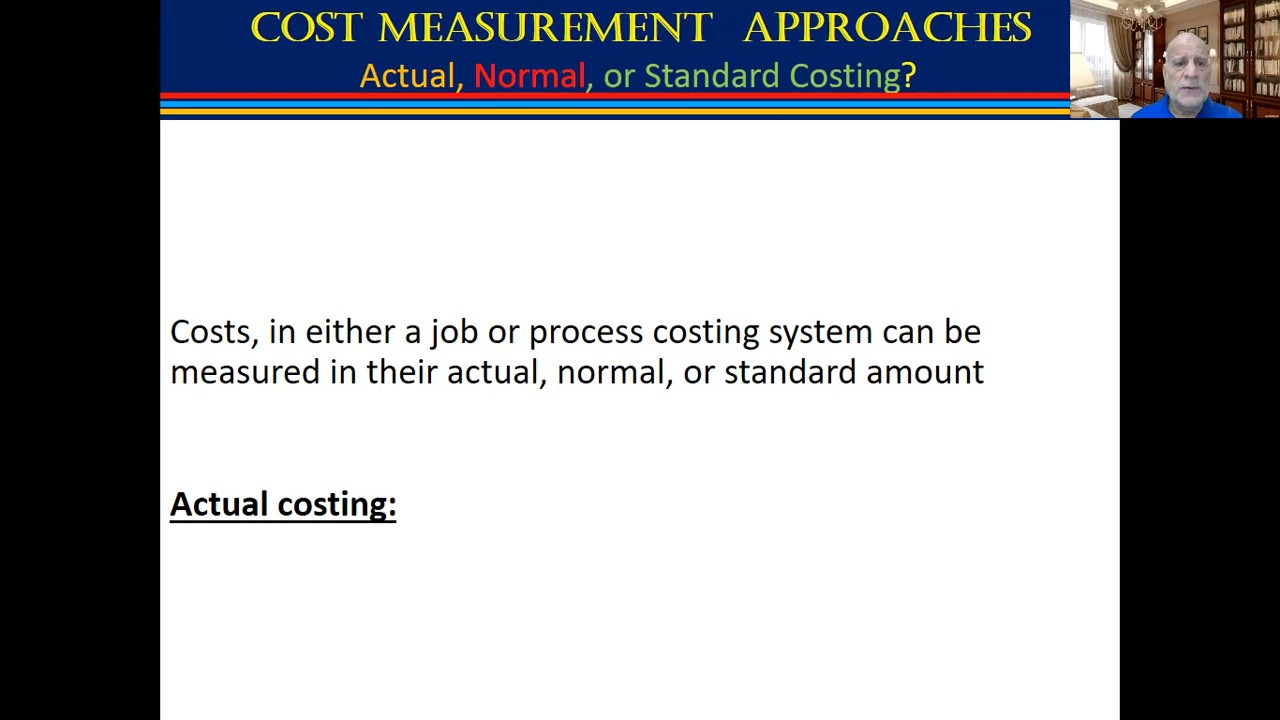 COST MEASUREMENT APPROACHES
Actual, Normal, or Standard Costing?
Costs, in either a job or process costing system can be
measured in their actual, normal, or standard amount
Actual costing: